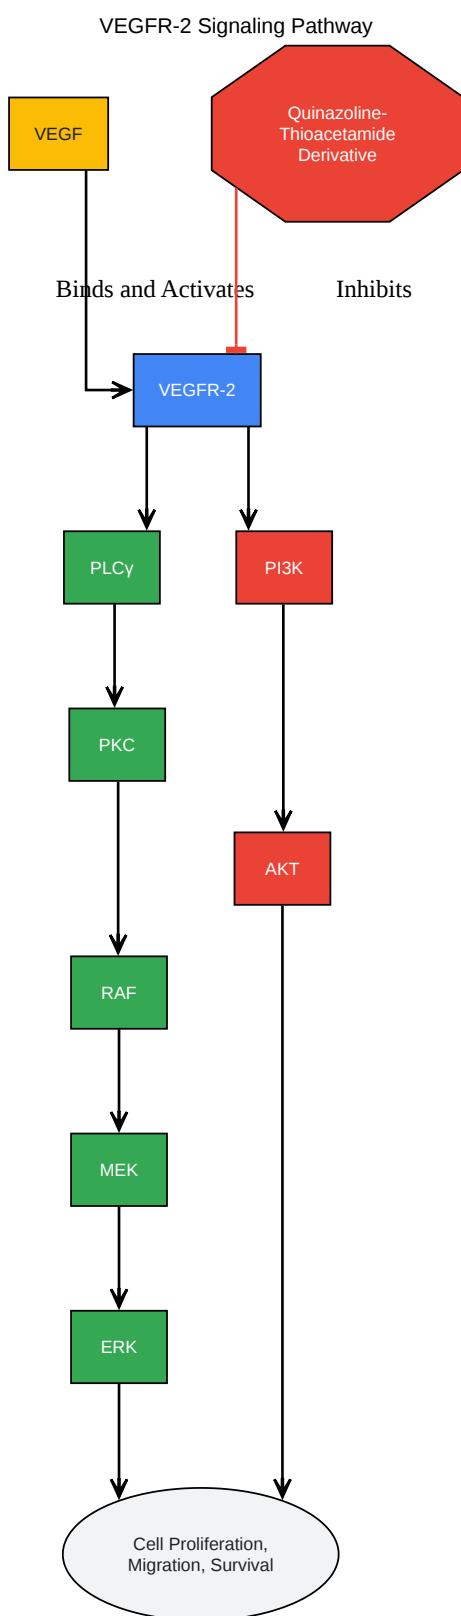 VEGFR-2 Signaling Pathway
VEGF
Quinazoline-
Thioacetamide
Derivative
Binds and Activates
Inhibits
VEGFR-2
PLCγ
PI3K
PKC
AKT
RAF
MEK
ERK
Cell Proliferation,
Migration, Survival